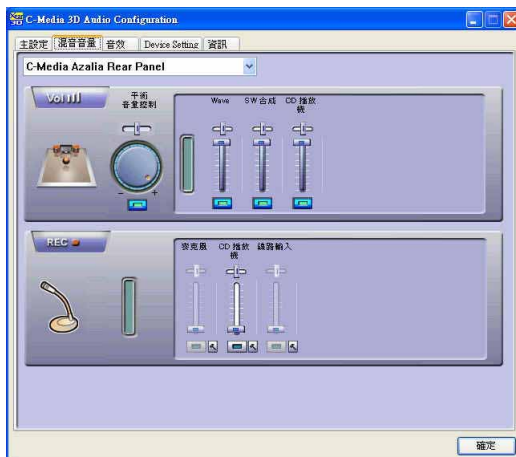 C-Media 3D Audio Configuration
主設定 混音音量 音效 Device Setting 資訊
C-Media Azalia Rear Panel
Vol
平衡
音量控制
Wave SW 合成 CD 播放
機
- +
REC
麥克風 CD 播放 線路輸入
機
確定